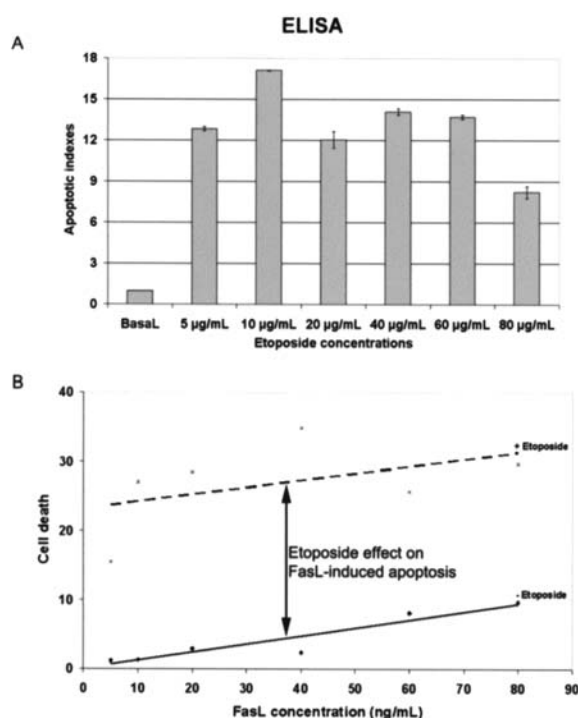 ELISA
A
18
15
12
9
6
3
0
Apoptotic indexes
BasaL 5 µg/mL 10 µg/mL 20 µg/mL 40 µg/mL 60 µg/mL 80 µg/mL
Etoposide concentrations
B
40
30
20
10
0
Cell death
+
Etoposide
Etoposide effect on
FasL-induced apoptosis
-
Etoposide
0 10 20 30 40 50 60 70 80 90
FasL concentration (ng/mL)